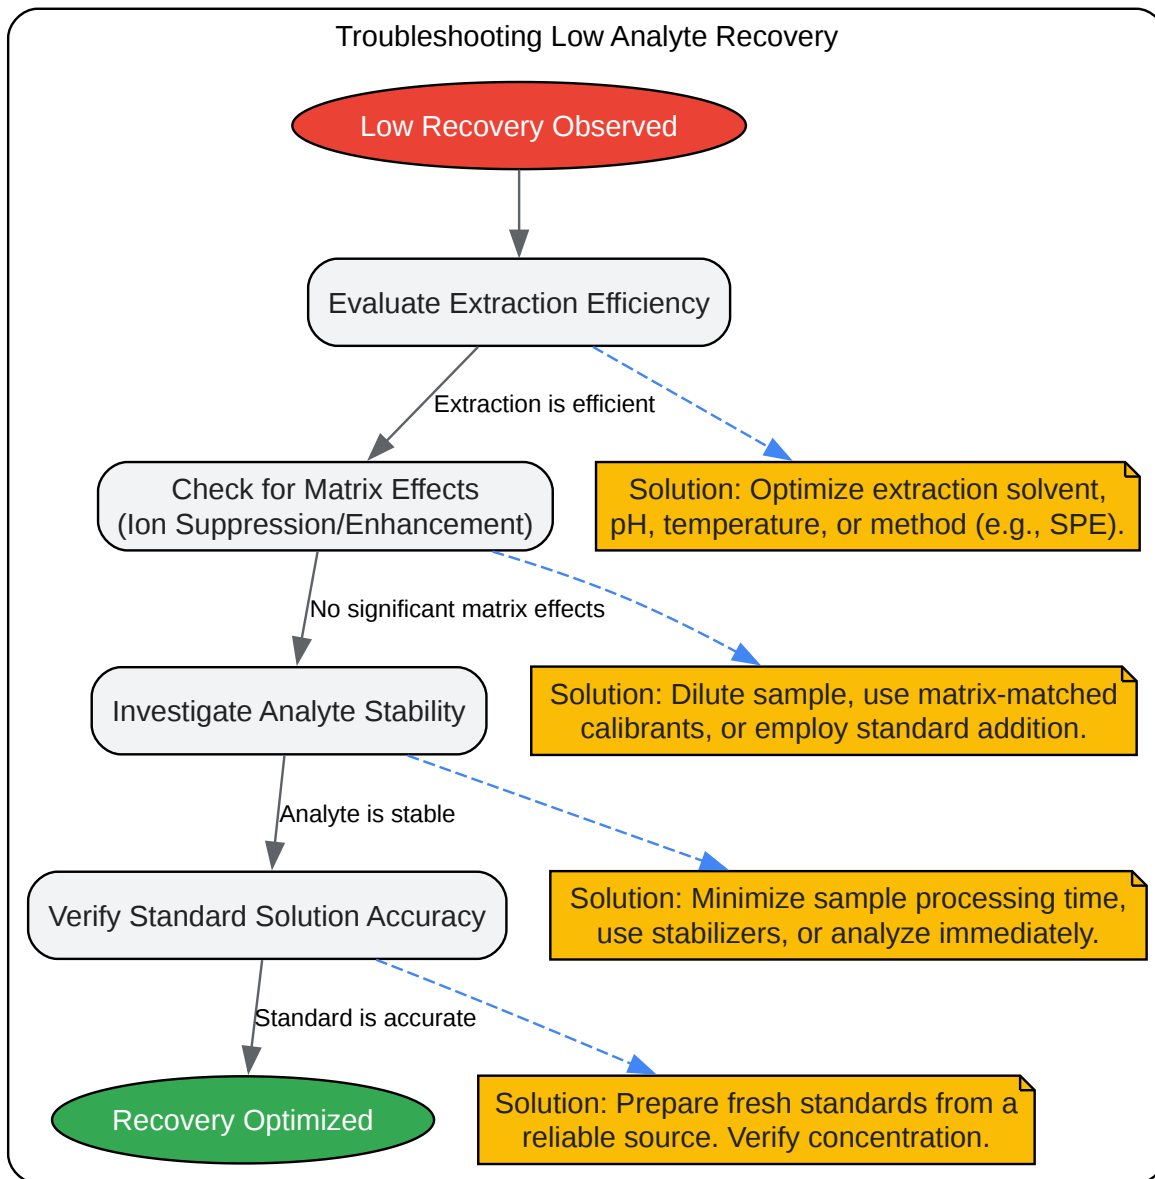 Troubleshooting Low Analyte Recovery
Low Recovery Observed
Evaluate Extraction Efficiency
Extraction is efficient
Check for Matrix Effects
(Ion Suppression/Enhancement)
Solution: Optimize extraction solvent,
pH, temperature, or method (e.g., SPE).
No significant matrix effects
Investigate Analyte Stability
Solution: Dilute sample, use matrix-matched
calibrants, or employ standard addition.
Analyte is stable
Verify Standard Solution Accuracy
Solution: Minimize sample processing time,
use stabilizers, or analyze immediately.
Standard is accurate
Recovery Optimized
Solution: Prepare fresh standards from a
reliable source. Verify concentration.